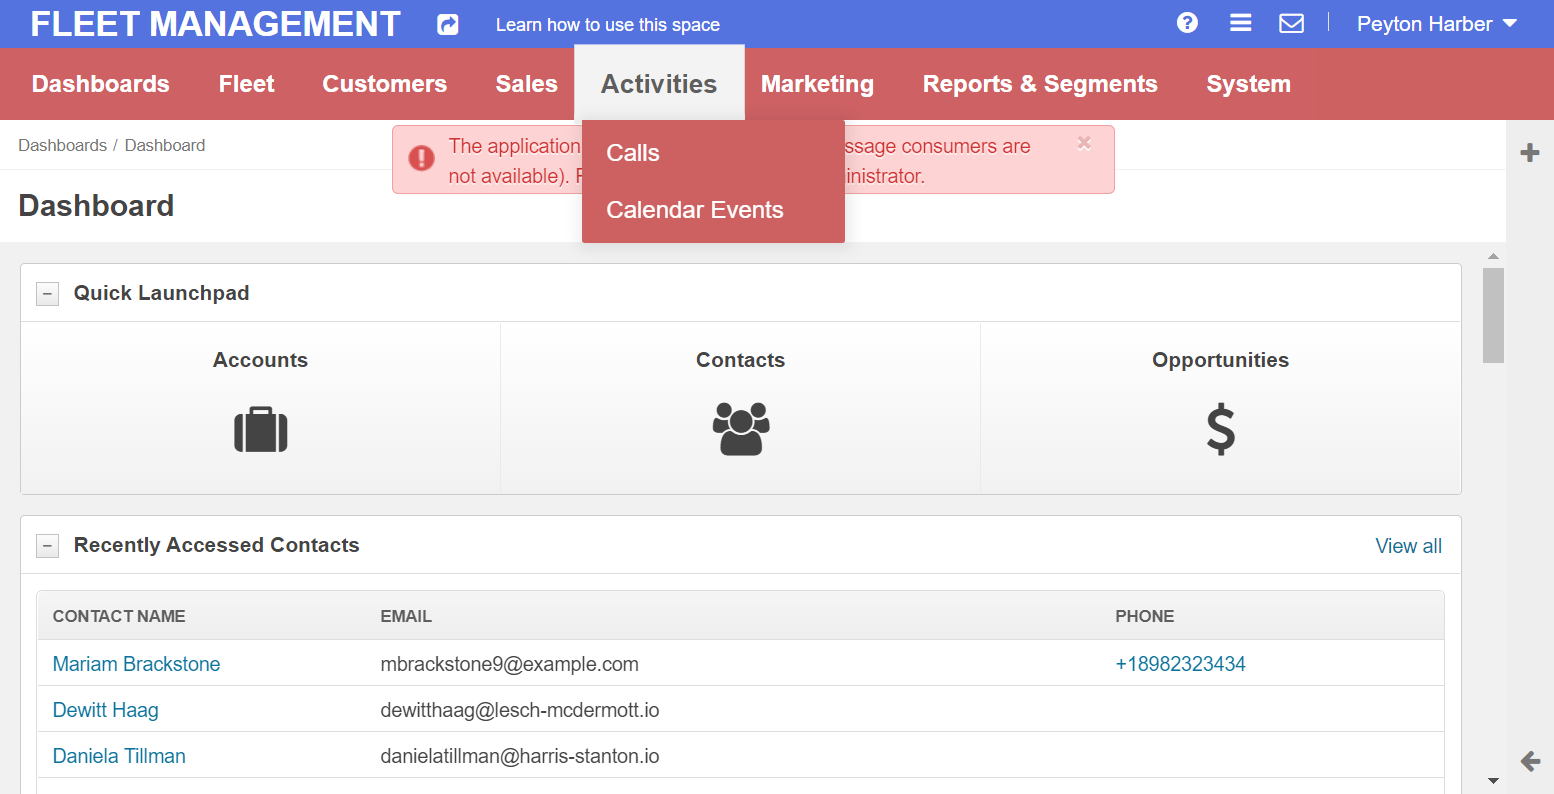 FLEET MANAGEMENT
Learn how to use this space
Peyton Harber
Dashboards
Fleet
Customers
Sales
Activities
Marketing
Reports & Segments
System
Calls
Calendar Events
Dashboards / Dashboard
The application
ssage consumers are
not available).
inistrator.
Dashboard
Quick Launchpad
Accounts
Contacts
Opportunities
Recently Accessed Contacts
View all
CONTACT NAME
EMAIL
PHONE
Mariam Brackstone
mbrackstone9@example.com
+18982323434
Dewitt Haag
dewitthaag@lesch-mcdermott.io
Daniela Tillman
danielatillman@harris-stanton.io